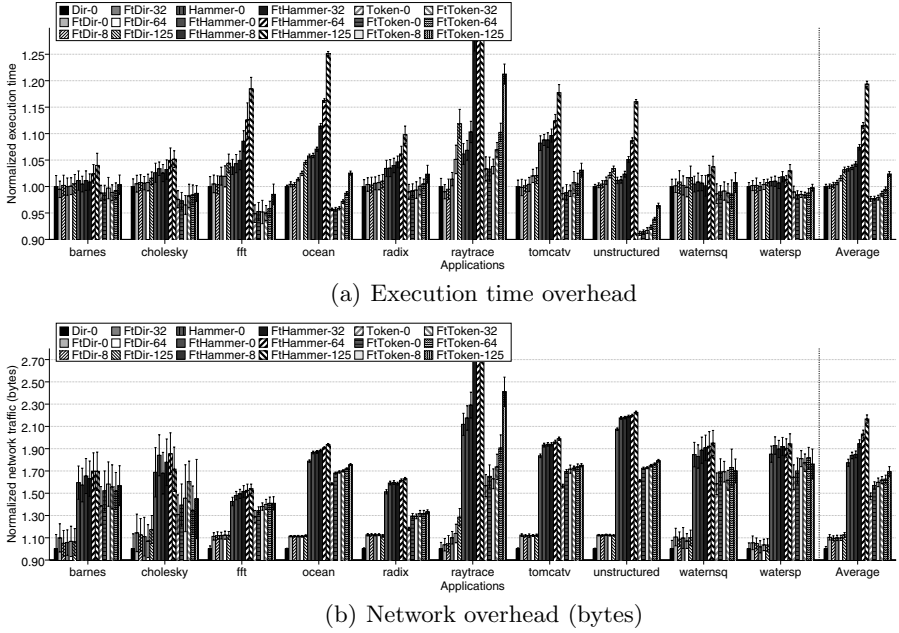 Dir-0 FtDir-32 Hammer-0 FtHammer-32 Token-0 FtToken-32
FtDir-0 FtDir-64 FtHammer-0 FtHammer-64 FtToken-0 FtToken-64
FtDir-8 FtDir-125 FtHammer-8 FtHammer-125 FtToken-8 FtToken-125
Normalized execution time
1.25
1.20
1.15
1.10
1.05
1.00
0.95
0.90
barnes cholesky fft ocean radix raytrace tomcatv unstructured waternsq watersp Average
Applications
(a) Execution time overhead
Dir-0 FtDir-32 Hammer-0 FtHammer-32 Token-0 FtToken-32
FtDir-0 FtDir-64 FtHammer-0 FtHammer-64 FtToken-0 FtToken-64
FtDir-8 FtDir-125 FtHammer-8 FtHammer-125 FtToken-8 FtToken-125
Normalized network traffic (bytes)
2.70
2.50
2.30
2.10
1.90
1.70
1.50
1.30
1.10
0.90
barnes cholesky fft ocean radix raytrace tomcatv unstructured waternsq watersp Average
Applications
(b) Network overhead (bytes)